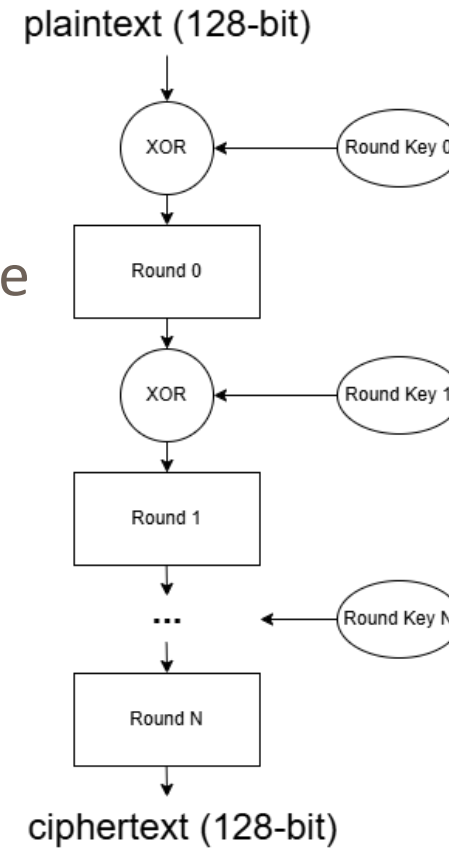 plaintext (128-bit)
XOR
Round Key 0
e
Round 0
XOR
Round Key 1
Round 1
...
Round Key N
Round N
ciphertext (128-bit)